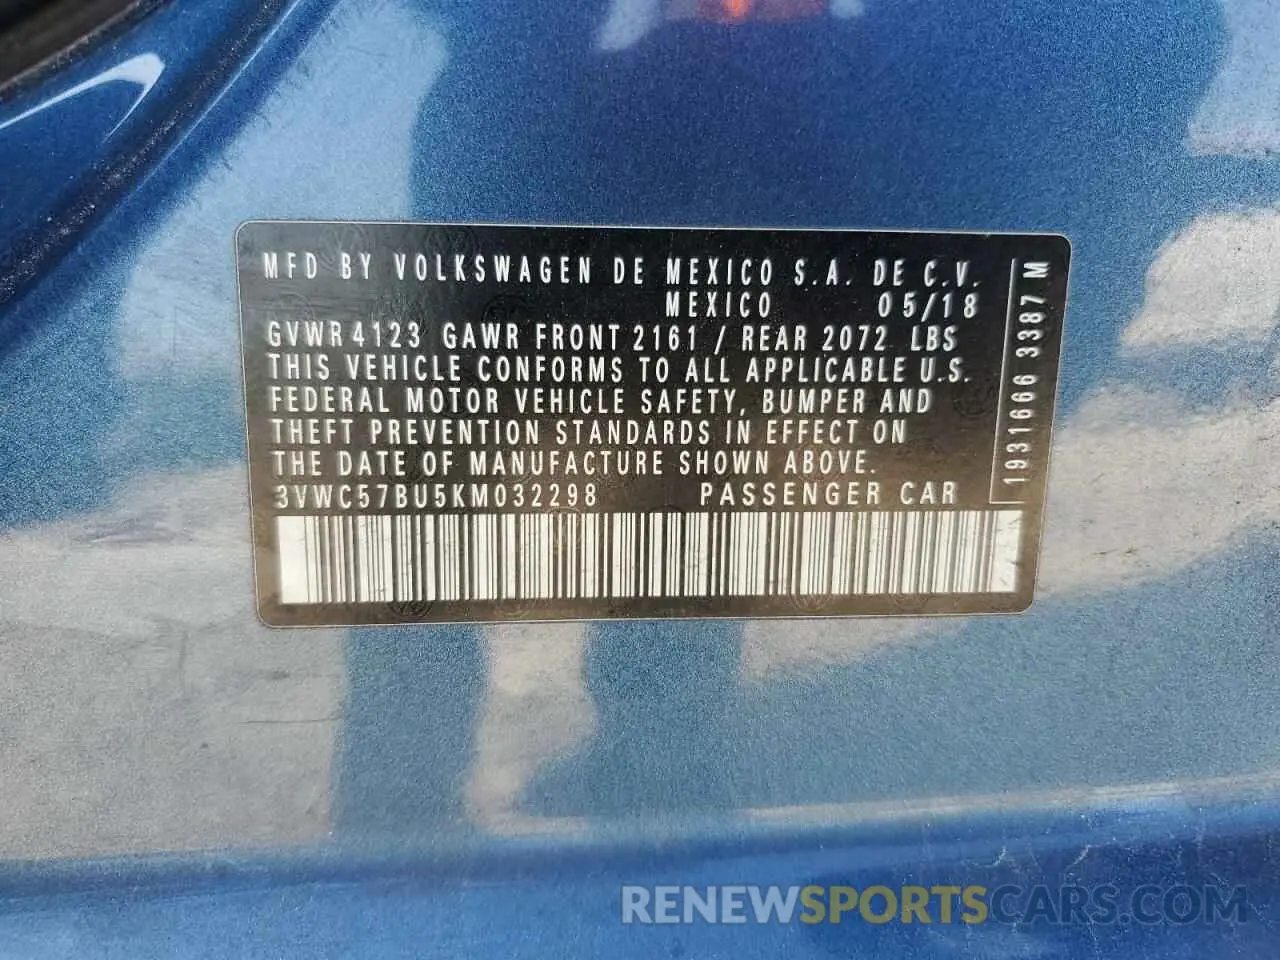 MFD BY VOLKSWAGEN DE MEXICO S.A. DE C.V.
MEXICO 05/18
GVWR 4123 GAWR FRONT 2161 / REAR 2072 LBS
THIS VEHICLE CONFORMS TO ALL APPLICABLE U.S.
FEDERAL MOTOR VEHICLE SAFETY, BUMPER AND
THEFT PREVENTION STANDARDS IN EFFECT ON
THE DATE OF MANUFACTURE SHOWN ABOVE.
3VWC57BU5KM032298 PASSENGER CAR
1931666 3387 M
RENEWSPORTSCARS.COM